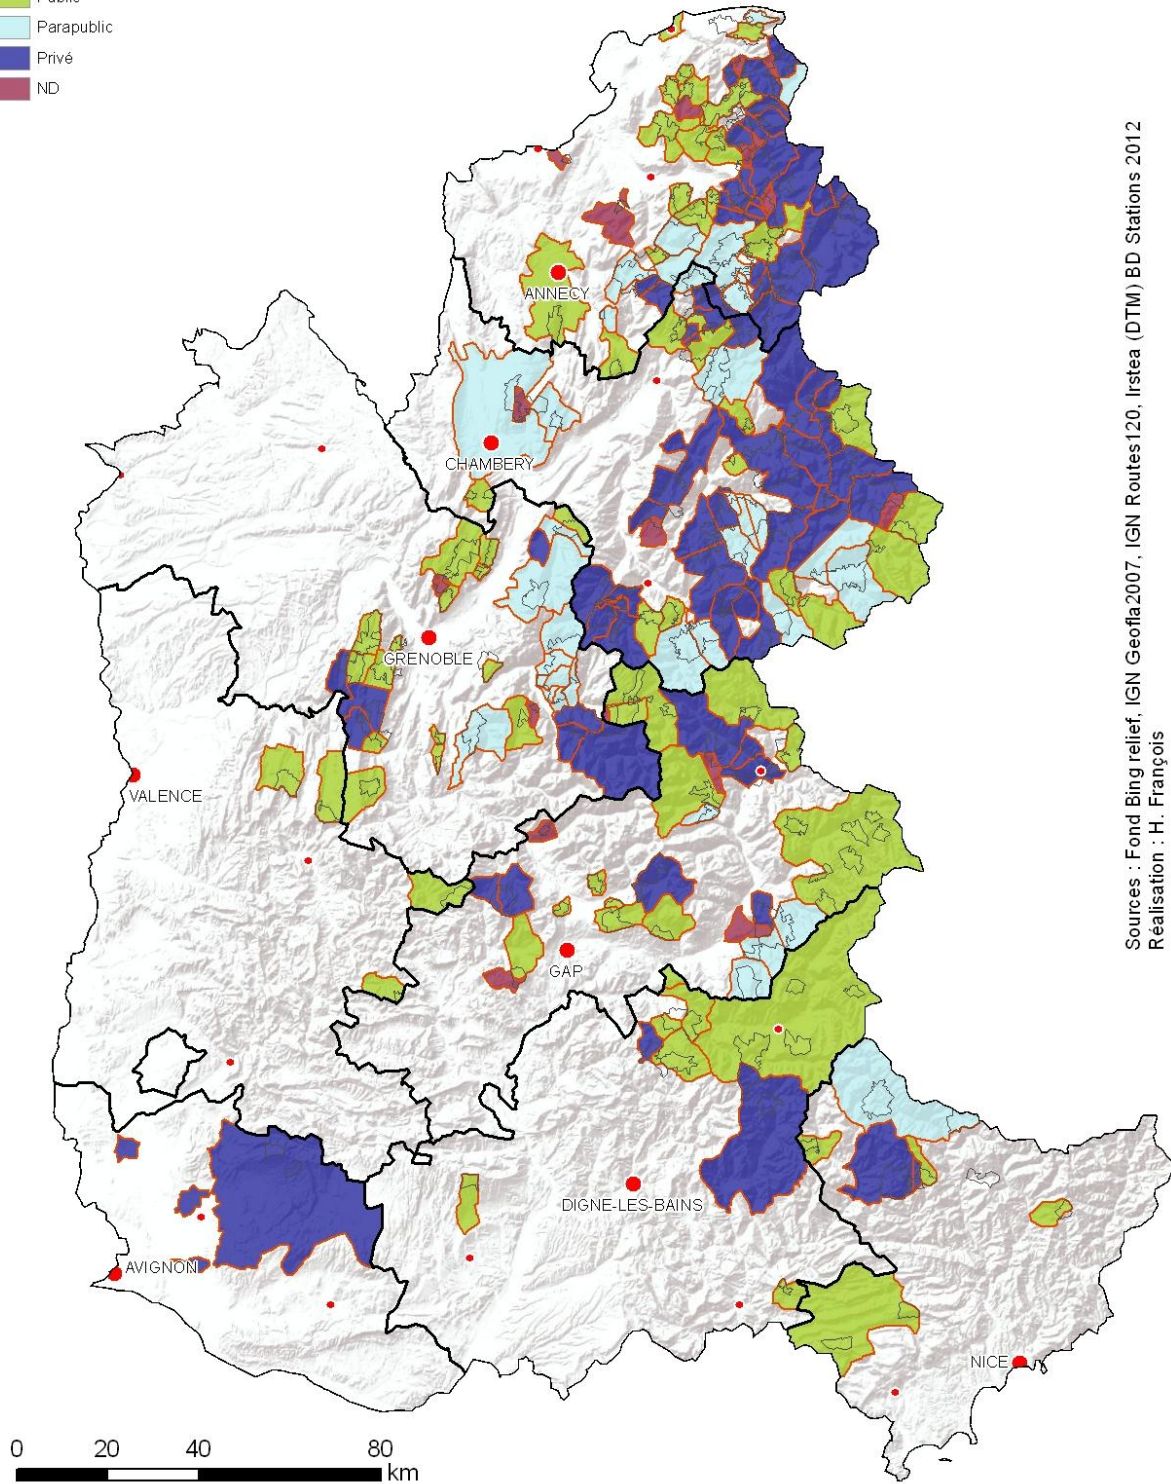 Public
Parapublic
Privé
ND
ANNECY
CHAMBERY
GRENOBLE
VALENCE
GAP
DIGNE-LES-BAINS
AVIGNON
NICE
0 20 40 80
km
Sources : Fond Bing relief, IGN Geofla2007, IGN Routes120, Irstea (DTM) BD Stations 2012
Réalisation : H. François